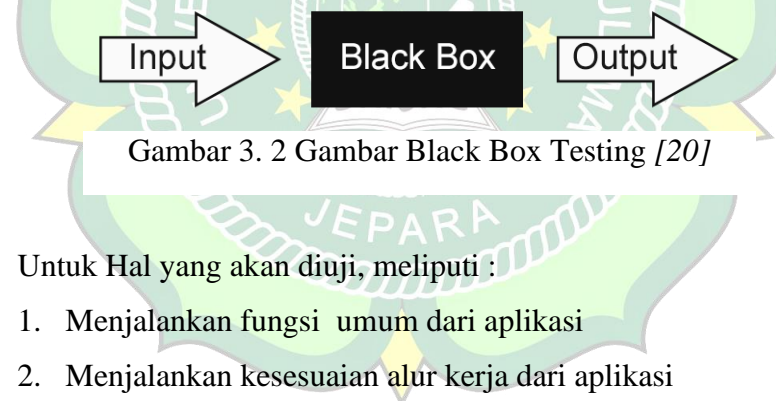 Input Black Box Output
Gambar 3. 2 Gambar Black Box Testing [20]
JEPARA
Untuk Hal yang akan diuji, meliputi :
1. Menjalankan fungsi umum dari aplikasi
2. Menjalankan kesesuaian alur kerja dari aplikasi